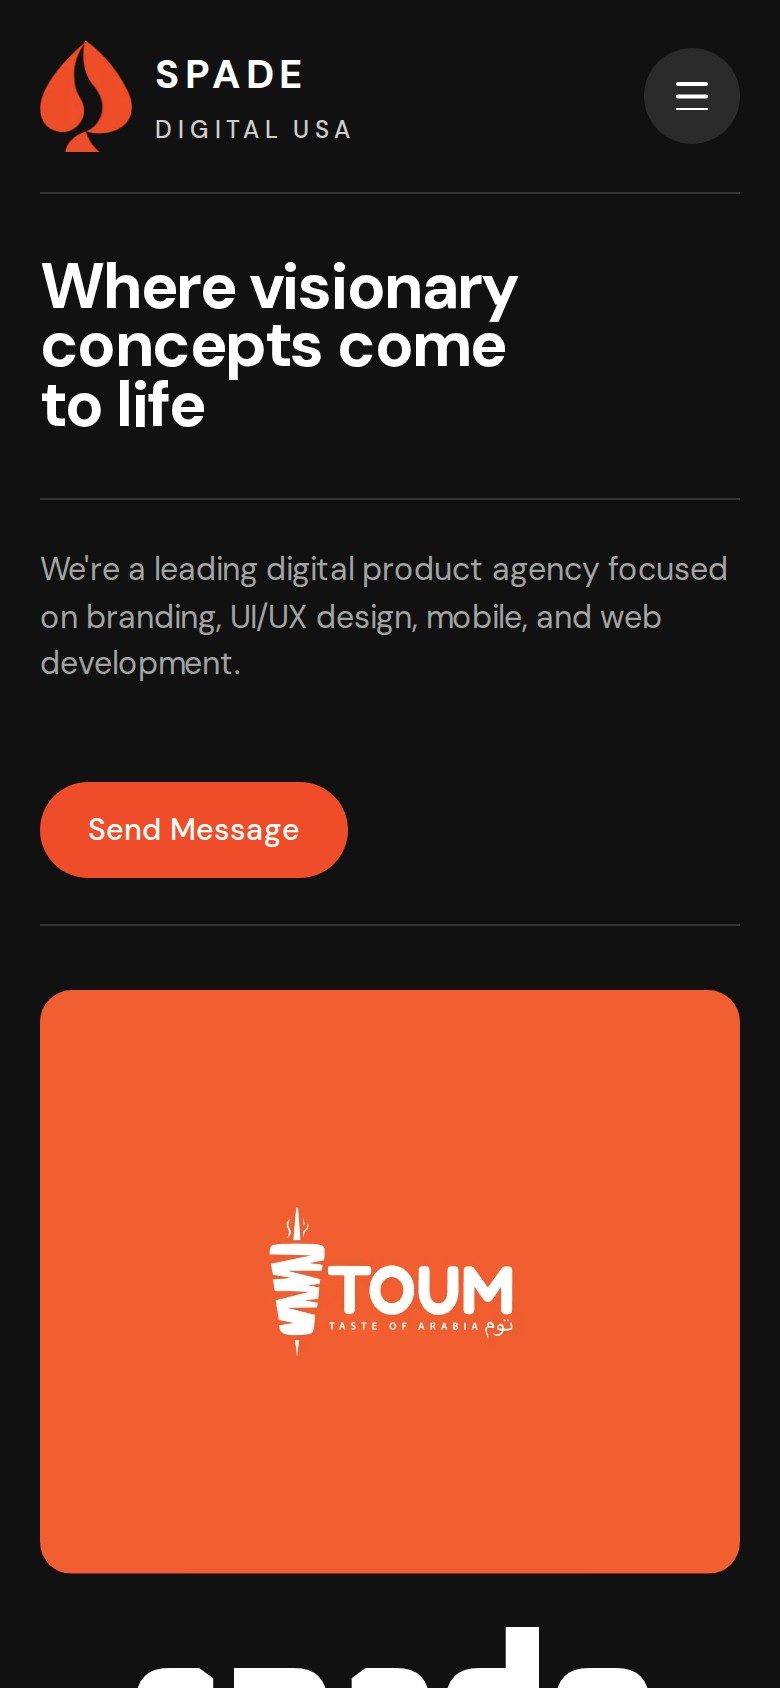 SPADE
DIGITAL USA
Where visionary
concepts come
to life
We're a leading digital product agency focused
on branding, UI/UX design, mobile, and web
development.
Send Message
TOUM
TASTE OF ARABIA توم